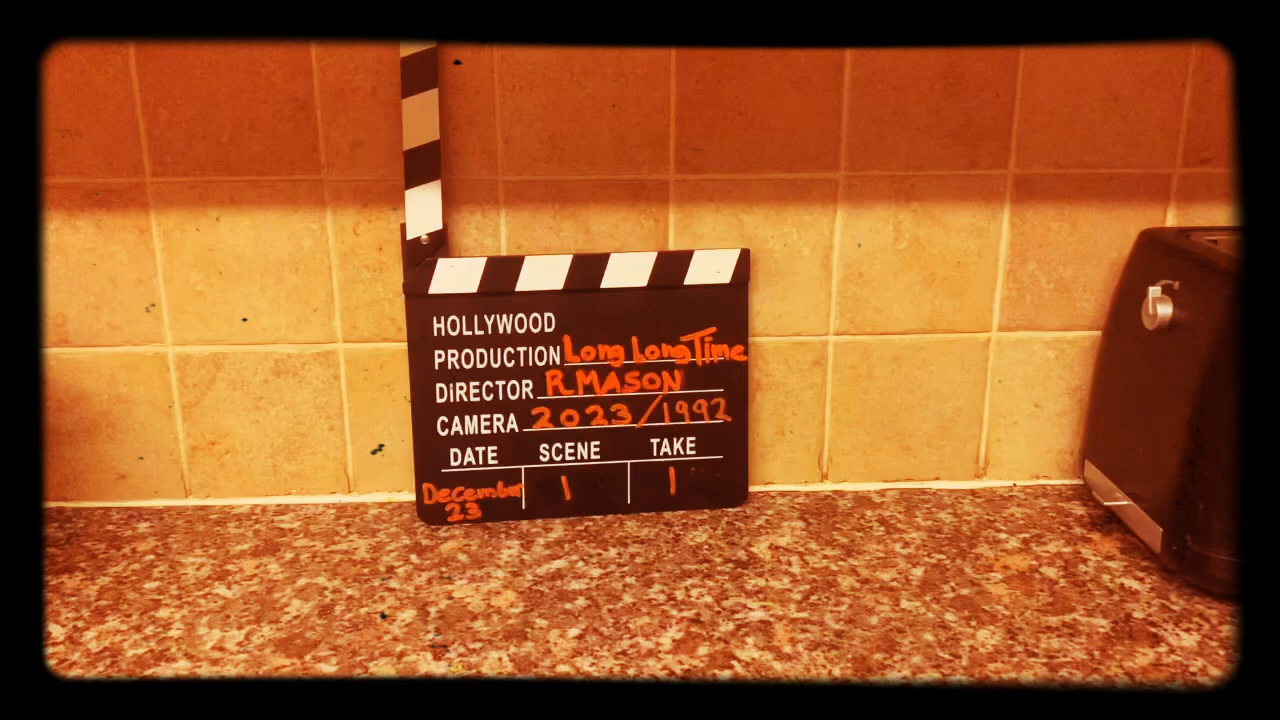 HOLLYWOOD
PRODUCTION Long Long Time
DIRECTOR R MASON
CAMERA 2023/1992
DATE SCENE TAKE
December 1 1
23